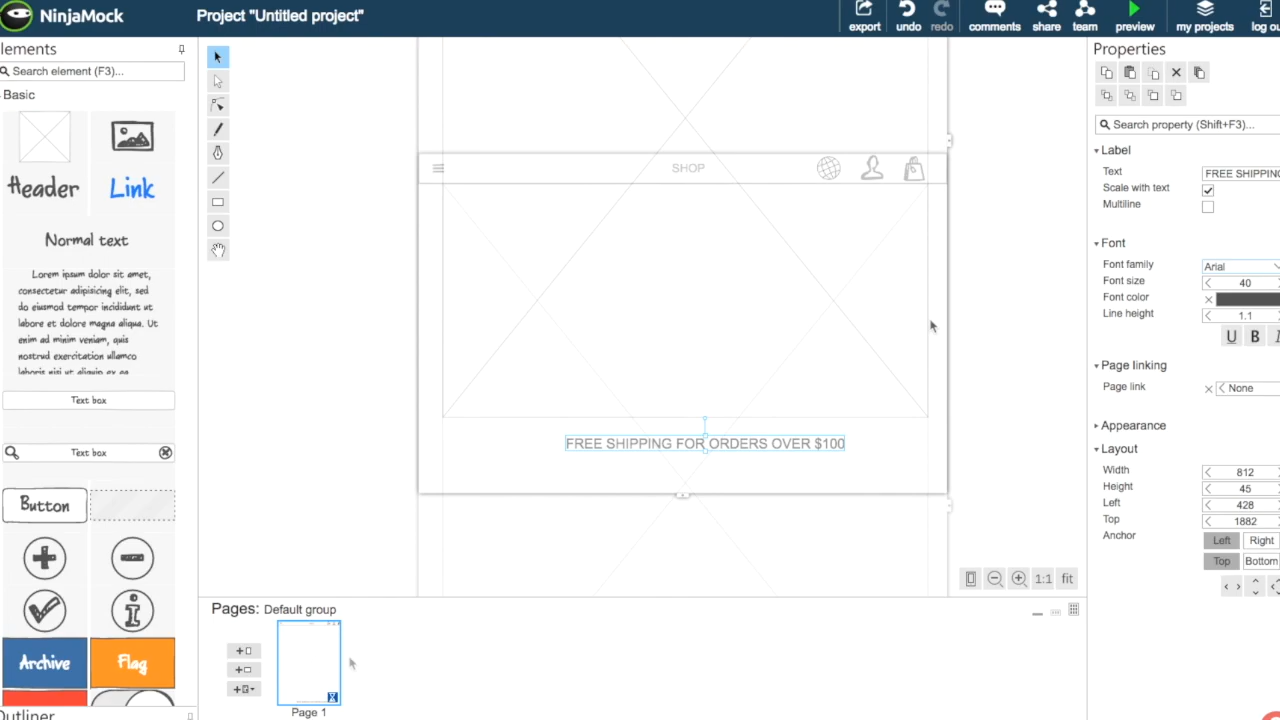 NinjaMock
Project "Untitled project"
export
undo
redo
comments
share
team
preview
my projects
log ou
lements
Search element (F3)...
Basic
Header
Link
Normal text
Lorem ipsum dolor sit amet,
consectetur adipisicing elit, sed
do eiusmod tempor incididunt ut
labore et dolore magna aliqua. Ut
enim ad minim veniam, quis
nostrud exercitation ullamco
laboris nisi ut aliquip ex ea
Text box
Text box
Button
Archive
Flag
Outliner
SHOP
FREE SHIPPING FOR ORDERS OVER $100
1:1
fit
Pages: Default group
Page 1
Properties
Search property (Shift+F3)...
Label
Text
FREE SHIPPING
Scale with text
Multiline
Font
Font family
Arial
Font size
40
Font color
Line height
1.1
U B I
Page linking
Page link
None
Appearance
Layout
Width
812
Height
45
Left
428
Top
1882
Anchor
Left
Right
Top
Bottom